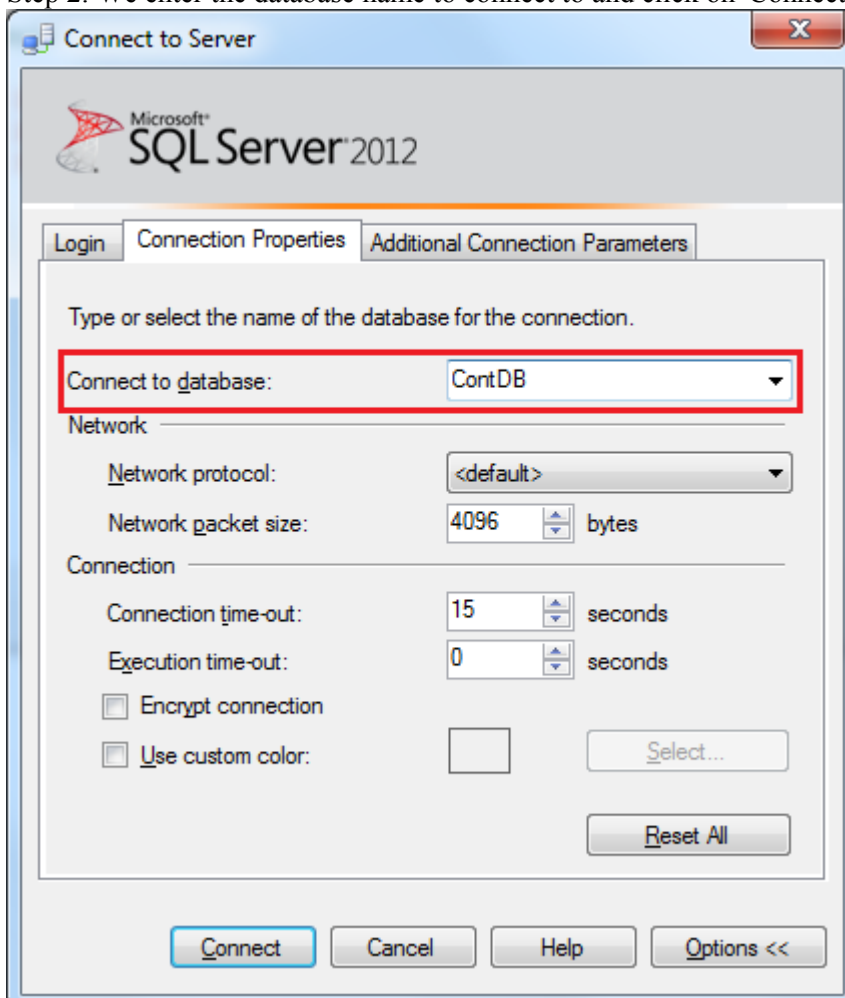 Step 2: We enter the database name to connect to and click on 'Connect
Connect to Server
Microsoft®
SQL Server® 2012
Login Connection Properties Additional Connection Parameters
Type or select the name of the database for the connection.
Connect to database: ContDB
Network
Network protocol: <default>
Network packet size: 4096 bytes
Connection
Connection time-out: 15 seconds
Execution time-out: 0 seconds
Encrypt connection
Use custom color: Select...
Reset All
Connect Cancel Help Options <<